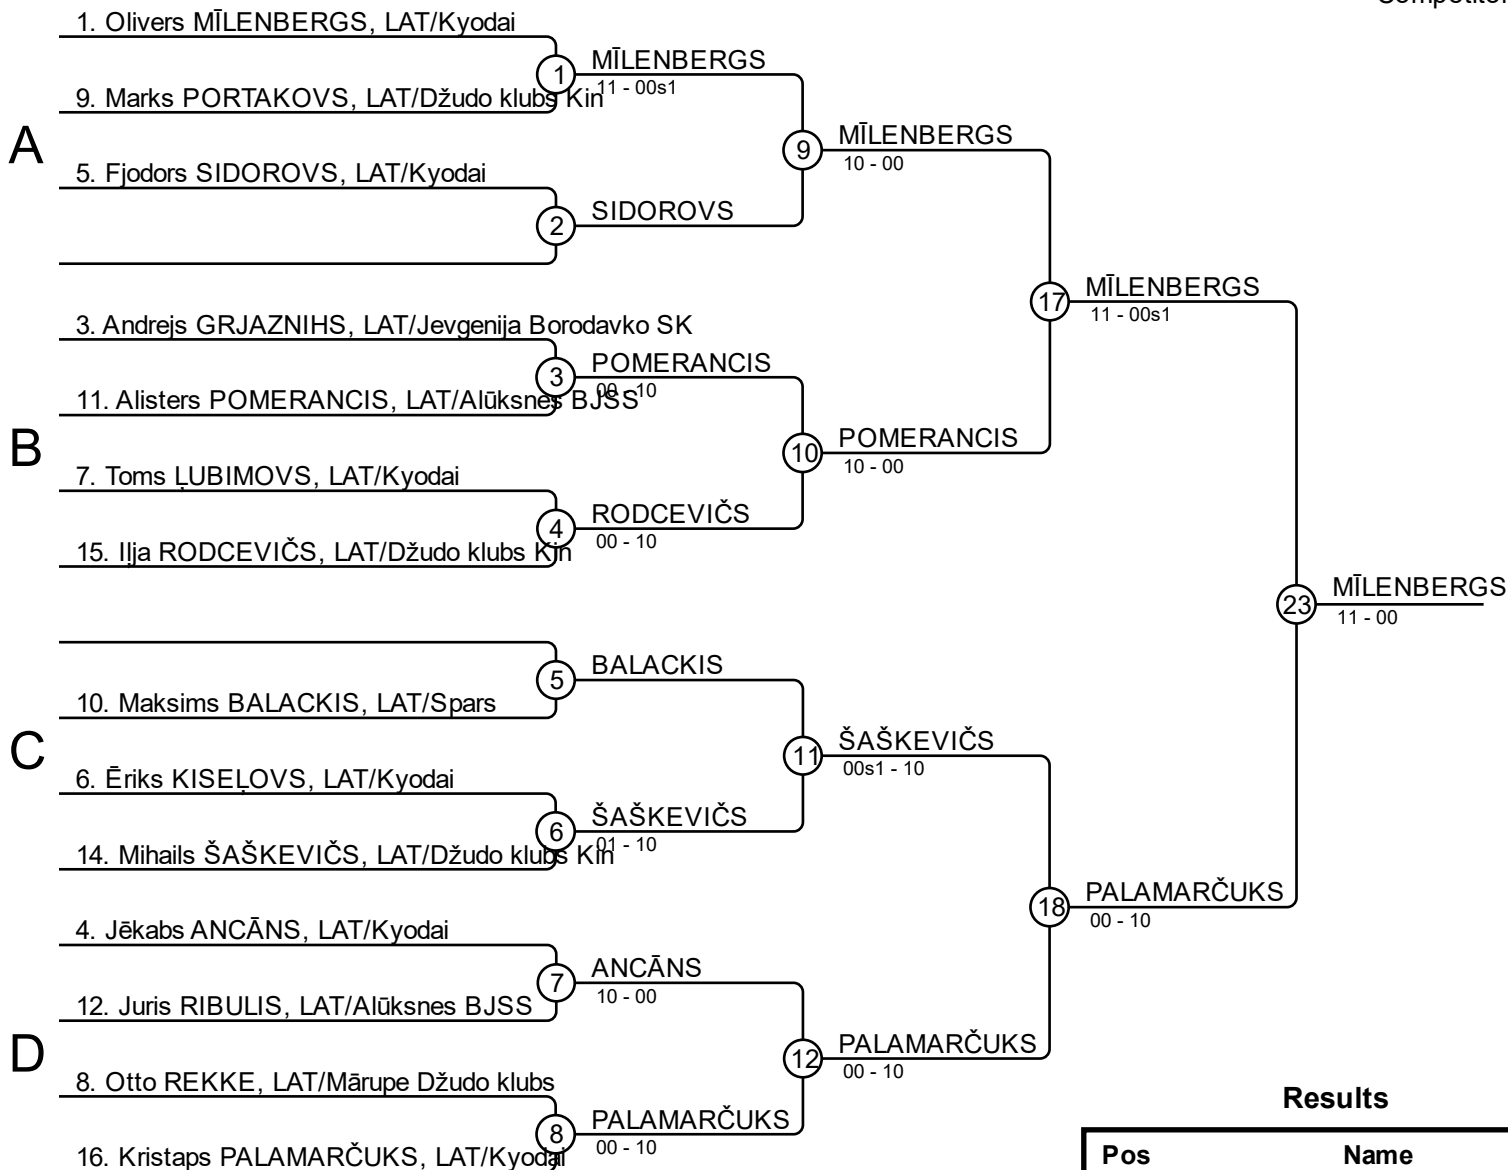 Competitor
1. Olivers MĪLENBERGS, LAT/Kyodai
1
MĪLENBERGS
11 - 00s1
9. Marks PORTAKOVS, LAT/Džudo klubs Kin
A
9
MĪLENBERGS
10 - 00
5. Fjodors SIDOROVS, LAT/Kyodai
2
SIDOROVS
17
MĪLENBERGS
11 - 00s1
3. Andrejs GRJAZNIHS, LAT/Jevgenija Borodavko SK
3
POMERANCIS
00 - 10
11. Alisters POMERANCIS, LAT/Alūksnes BJSS
B
10
POMERANCIS
10 - 00
7. Toms ĻUBIMOVS, LAT/Kyodai
4
RODCEVIČS
00 - 10
15. Iļja RODCEVIČS, LAT/Džudo klubs Kin
23
MĪLENBERGS
11 - 00
5
BALACKIS
10. Maksims BALACKIS, LAT/Spars
C
11
ŠAŠKEVIČS
00s1 - 10
6. Ēriks KISEĻOVS, LAT/Kyodai
6
ŠAŠKEVIČS
01 - 10
14. Mihails ŠAŠKEVIČS, LAT/Džudo klubs Kin
18
PALAMARČUKS
00 - 10
4. Jēkabs ANCĀNS, LAT/Kyodai
7
ANCĀNS
10 - 00
12. Juris RIBULIS, LAT/Alūksnes BJSS
D
12
PALAMARČUKS
00 - 10
8. Otto REKKE, LAT/Mārupe Džudo klubs
8
PALAMARČUKS
00 - 10
16. Kristaps PALAMARČUKS, LAT/Kyodai
Results
Pos Name